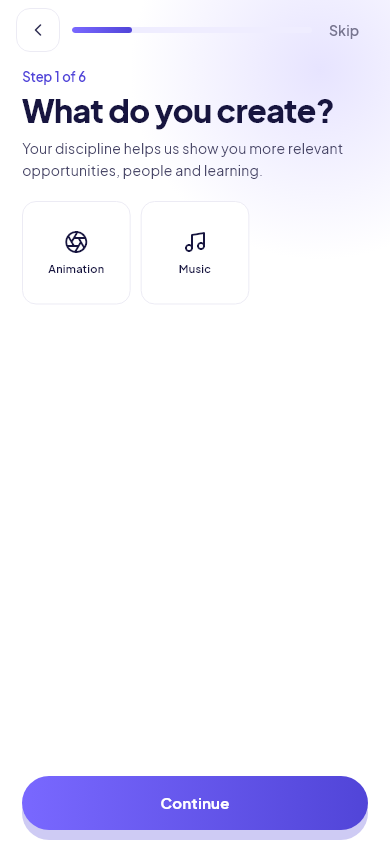 Skip
Step 1 of 6
What do you create?
Your discipline helps us show you more relevant
opportunities, people and learning.
Animation
Music
Continue